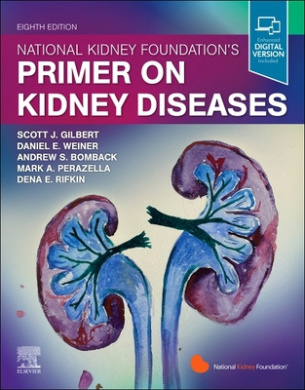 EIGHTH EDITION
Enhanced
DIGITAL
VERSION
Included
NATIONAL KIDNEY FOUNDATION'S
PRIMER ON
KIDNEY DISEASES
SCOTT J. GILBERT
DANIEL E. WEINER
ANDREW S. BOMBACK
MARK A. PERAZELLA
DENA E. RIFKIN
ELSEVIER
National Kidney Foundation®